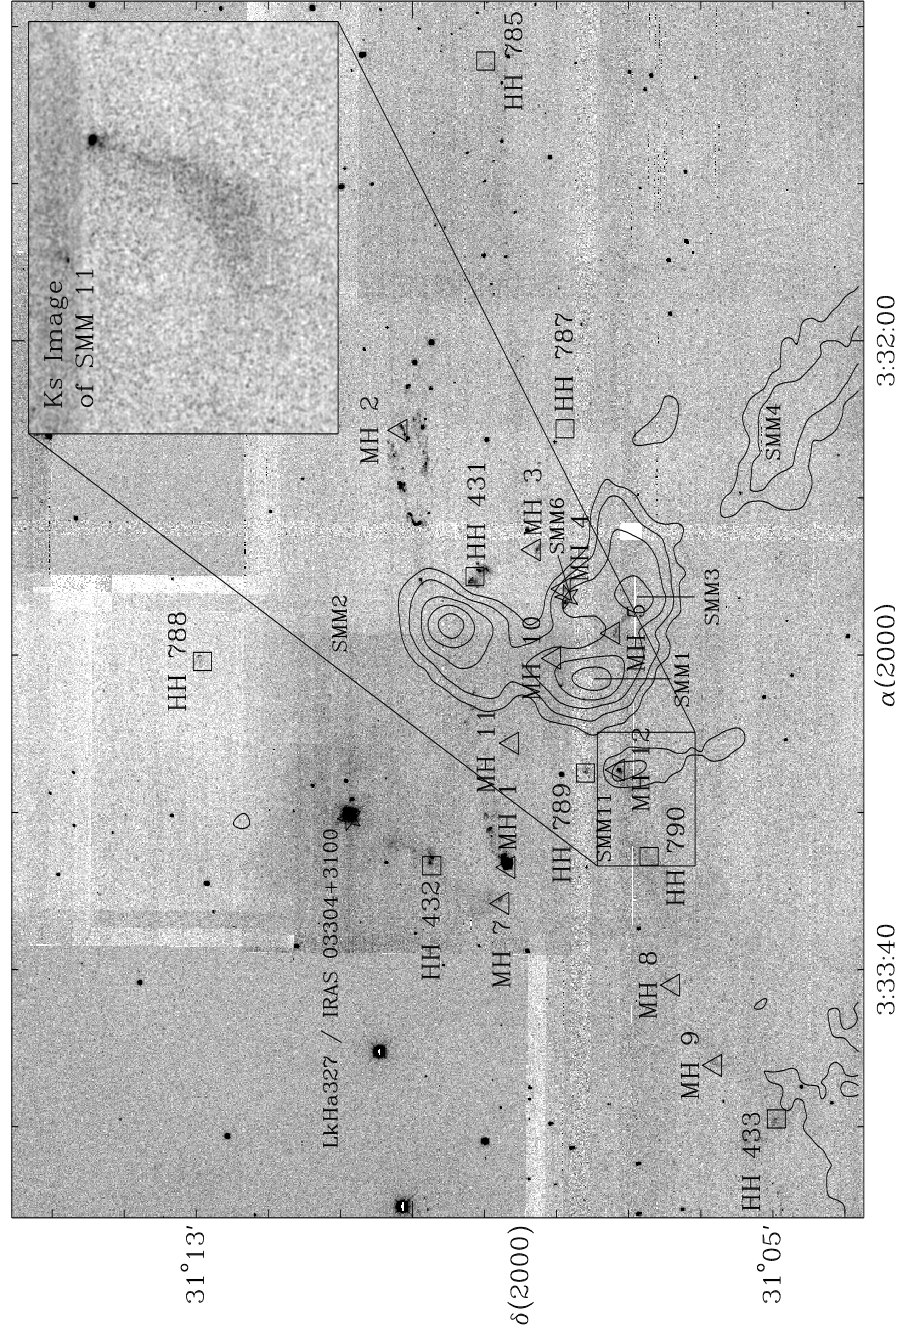 Ks Image
of SMM 11
HH 785
MH 2
HH 787
HH 431
MH 3
SMM6
MH 4
SMM4
HH 788
SMM2
MH 10
MH 5
SMM3
SMM1
MH 11
MH 12
HH 789
SMM11
HH 790
MH 1
MH 7
HH 432
LkHa327 / IRAS 03304+3100
MH 8
MH 9
HH 433
31°13'
δ(2000)
31°05'
3:33:40
α(2000)
3:32:00